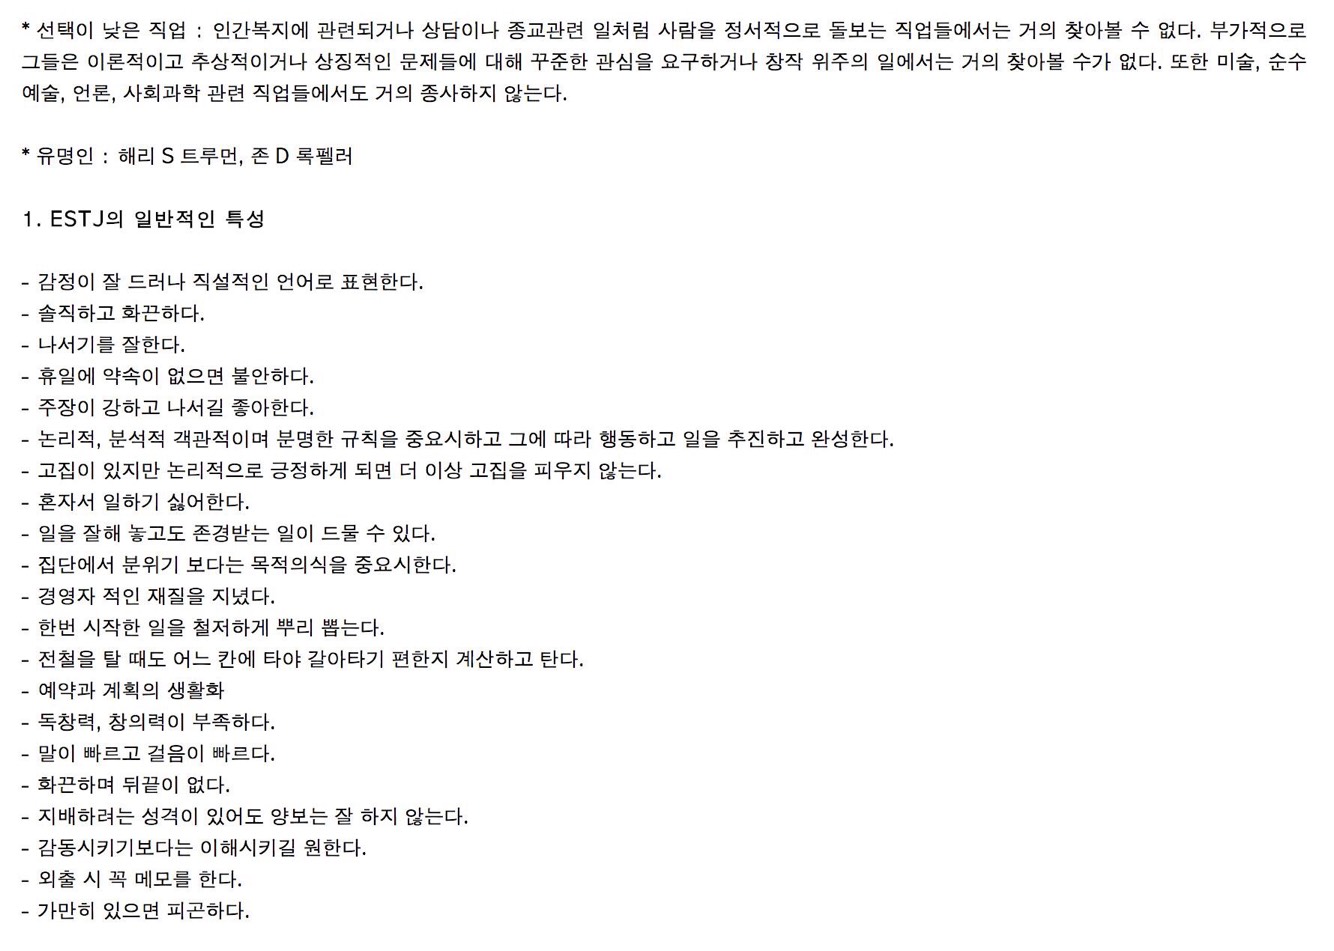 * 선택이 낮은 직업 : 인간복지에 관련되거나 상담이나 종교관련 일처럼 사람을 정서적으로 돌보는 직업들에서는 거의 찾아볼 수 없다. 부가적으로
그들은 이론적이고 추상적이거나 상징적인 문제들에 대해 꾸준한 관심을 요구하거나 창작 위주의 일에서는 거의 찾아볼 수가 없다. 또한 미술, 순수
예술, 언론, 사회과학 관련 직업들에서도 거의 종사하지 않는다.
* 유명인 : 해리 S 트루먼, 존 D 록펠러
1. ESTJ의 일반적인 특성
- 감정이 잘 드러나 직설적인 언어로 표현한다.
- 솔직하고 화끈하다.
- 나서기를 잘한다.
- 휴일에 약속이 없으면 불안하다.
- 주장이 강하고 나서길 좋아한다.
- 논리적, 분석적 객관적이며 분명한 규칙을 중요시하고 그에 따라 행동하고 일을 추진하고 완성한다.
- 고집이 있지만 논리적으로 긍정하게 되면 더 이상 고집을 피우지 않는다.
- 혼자서 일하기 싫어한다.
- 일을 잘해 놓고도 존경받는 일이 드물 수 있다.
- 집단에서 분위기 보다는 목적의식을 중요시한다.
- 경영자 적인 재질을 지녔다.
- 한번 시작한 일을 철저하게 뿌리 뽑는다.
- 전철을 탈 때도 어느 칸에 타야 갈아타기 편한지 계산하고 탄다.
- 예약과 계획의 생활화
- 독창력, 창의력이 부족하다.
- 말이 빠르고 걸음이 빠르다.
- 화끈하며 뒤끝이 없다.
- 지배하려는 성격이 있어도 양보는 잘 하지 않는다.
- 감동시키기보다는 이해시키길 원한다.
- 외출 시 꼭 메모를 한다.
- 가만히 있으면 피곤하다.